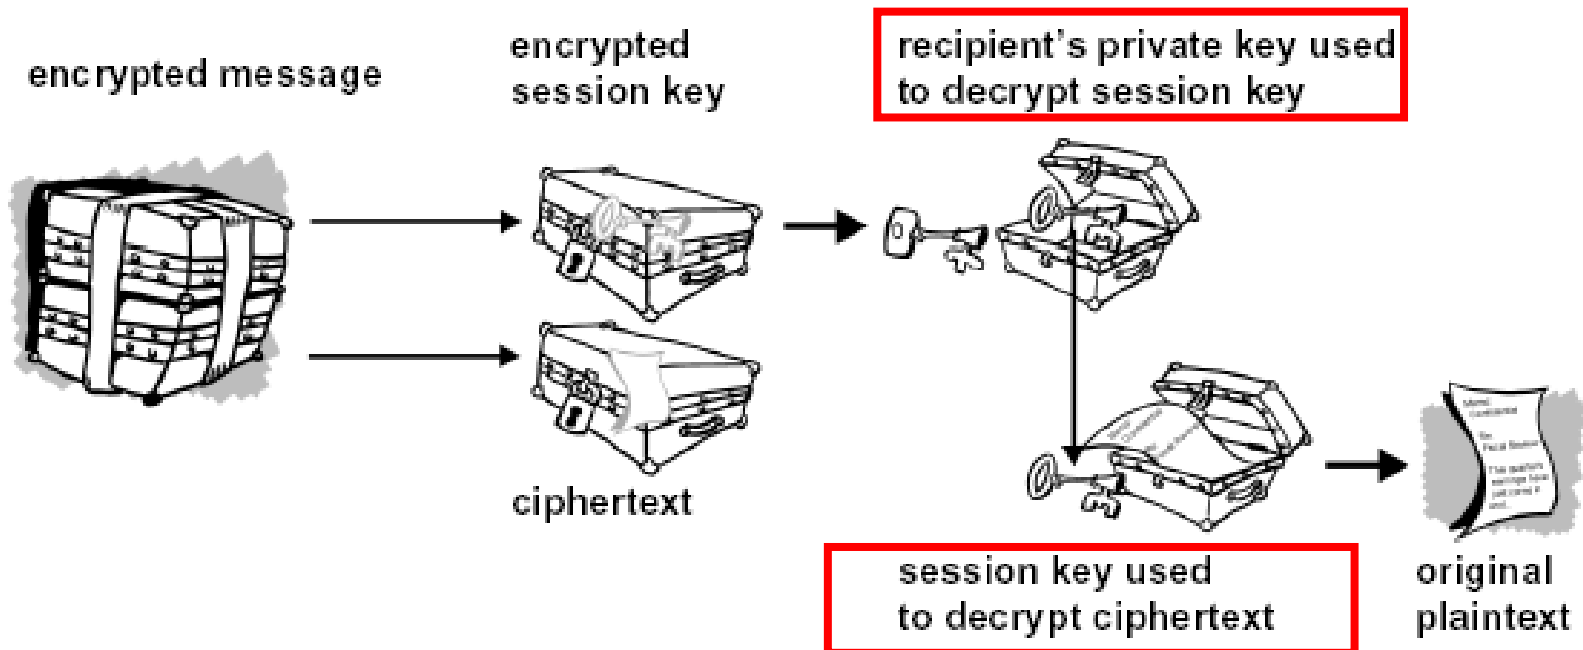 encrypted message
encrypted
session key
recipient's private key used
to decrypt session key
ciphertext
session key used
to decrypt ciphertext
original
plaintext